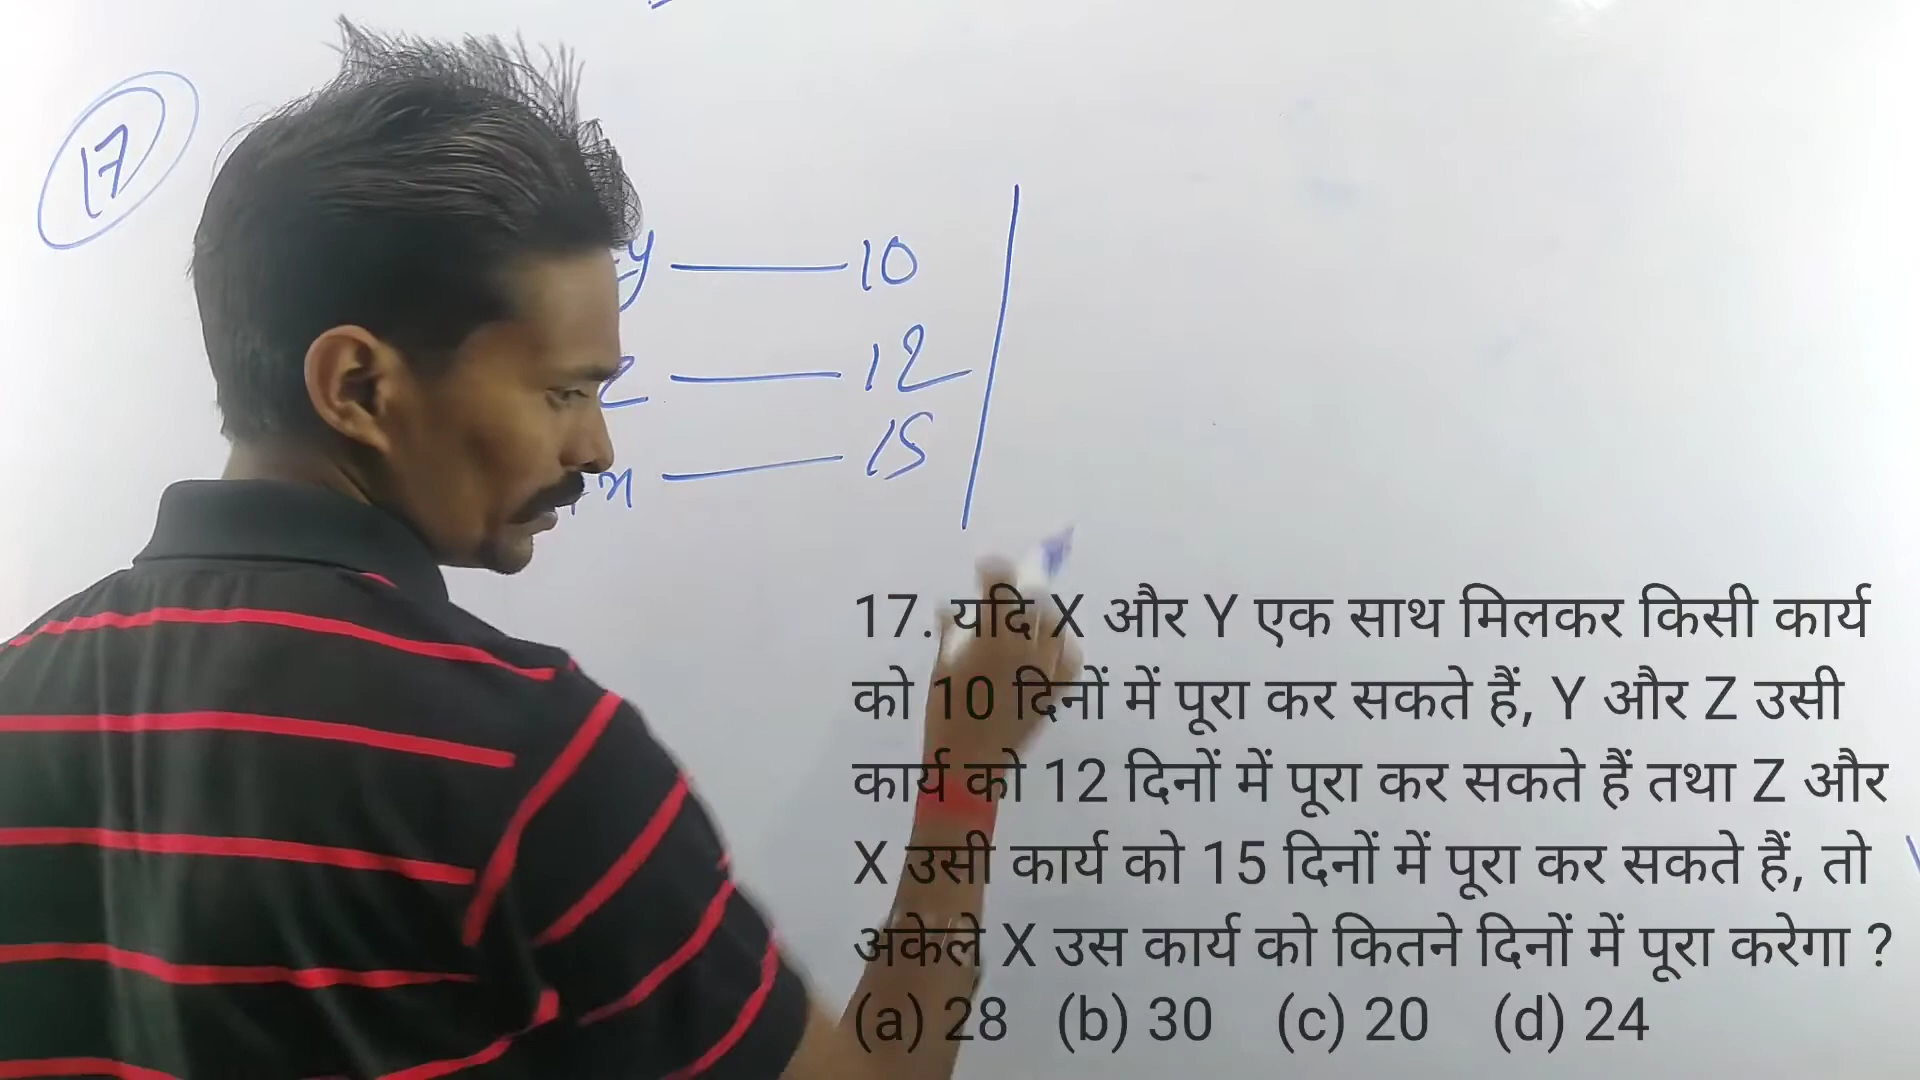 17
y — 10
z — 12
+x — 15
17. यदि X और Y एक साथ मिलकर किसी कार्य
को 10 दिनों में पूरा कर सकते हैं, Y और Z उसी
कार्य को 12 दिनों में पूरा कर सकते हैं तथा Z और
X उसी कार्य को 15 दिनों में पूरा कर सकते हैं, तो
अकेले X उस कार्य को कितने दिनों में पूरा करेगा ?
(a) 28 (b) 30 (c) 20 (d) 24